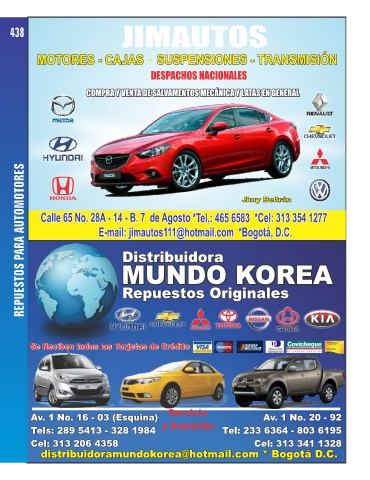 438
REPUESTOS PARA AUTOMOTORES
JIMAUTOS
MOTORES - CAJAS - SUSPENSIONES - TRANSMISIÓN
DESPACHOS NACIONALES
COMPRA Y VENTA DE SALVAMENTOS MECÁNICA Y LATAS EN GENERAL
mazda
RENAULT
CHEVROLET
HYUNDAI
MITSUBISHI
HONDA
Jhoy Beltrán
Calle 65 No. 28A - 14 - B. 7 de Agosto *Tel.: 465 6583 *Cel: 313 354 1277
E-mail: jimautos111@hotmail.com *Bogotá, D.C.
Distribuidora
MUNDO KOREA
Repuestos Originales
HYUNDAI CHEVROLET MITSUBISHI TOYOTA NISSAN CHANA KIA
Se Reciben todas las Tarjetas de Crédito VISA Covicheque
Servicio
a Domicilio
Av. 1 No. 16 - 03 (Esquina) Av. 1 No. 20 - 92
Tels: 289 5413 - 328 1984 Tel: 233 6364 - 803 6195
Cel: 313 206 4358 Cel: 313 341 1328
distribuidoramundokorea@hotmail.com * Bogotá D.C.